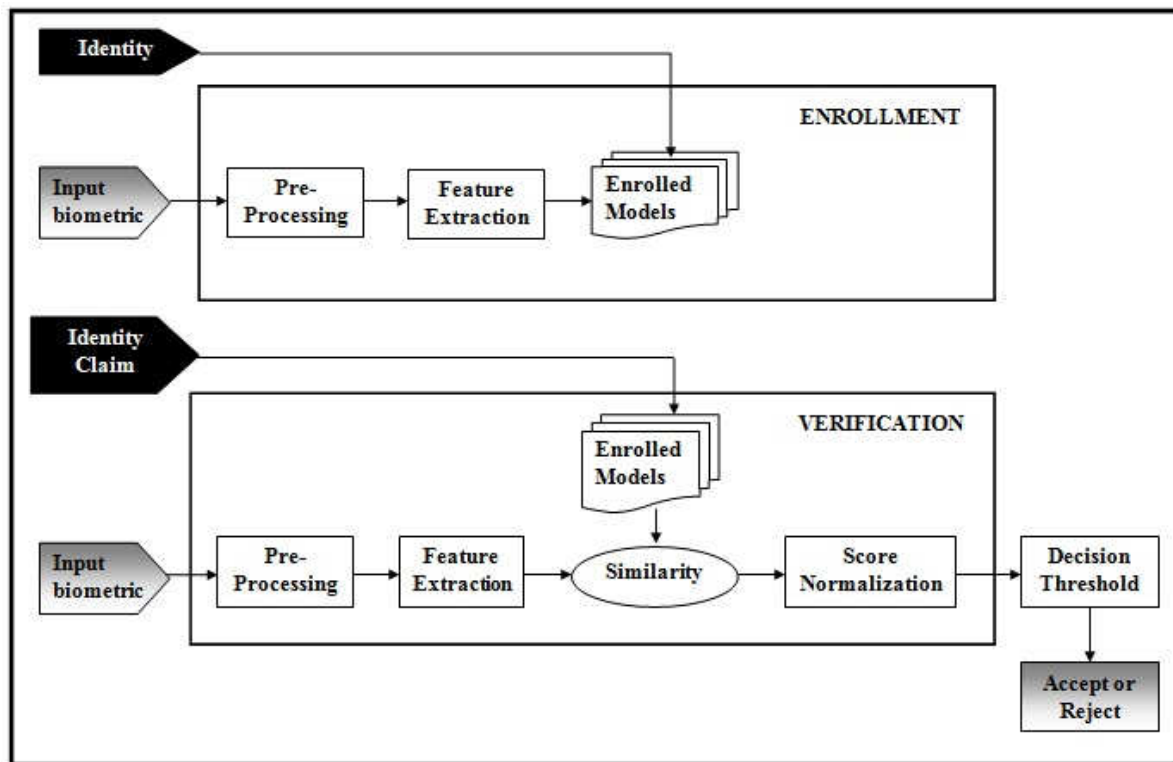 Identity
ENROLLMENT
Input
biometric
Pre-
Processing
Feature
Extraction
Enrolled
Models
Identity
Claim
VERIFICATION
Enrolled
Models
Input
biometric
Pre-
Processing
Feature
Extraction
Similarity
Score
Normalization
Decision
Threshold
Accept or
Reject